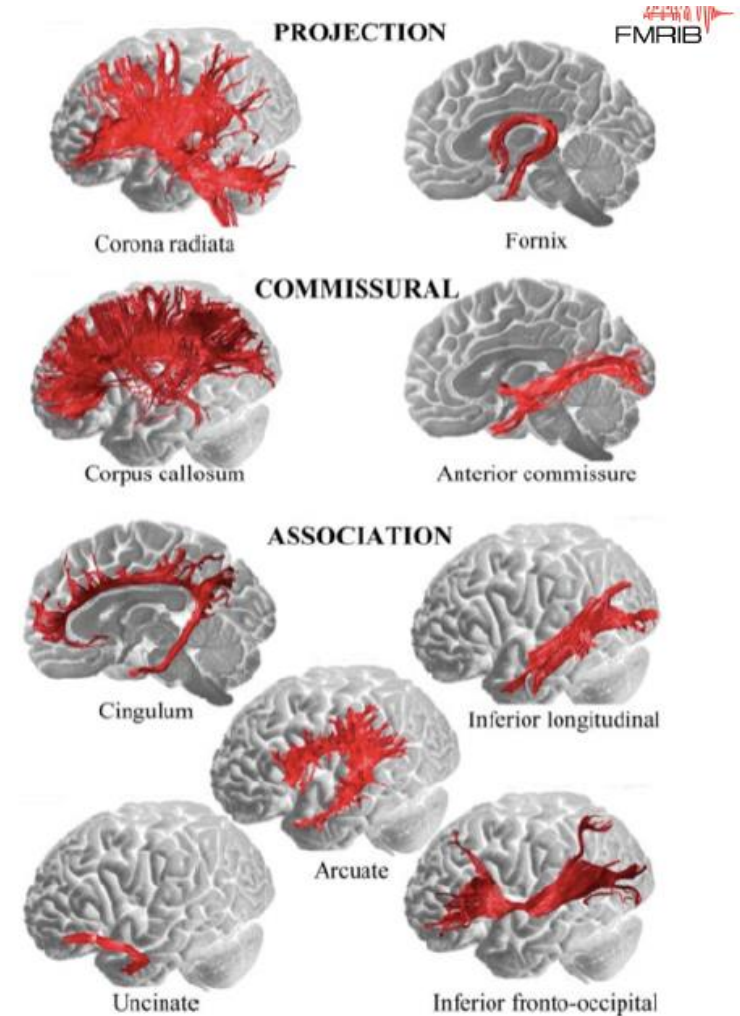 PROJECTION
FMRIB
Corona radiata
Fornix
COMMISSURAL
Corpus callosum
Anterior commissure
ASSOCIATION
Cingulum
Inferior longitudinal
Arcuate
Uncinate
Inferior fronto-occipital